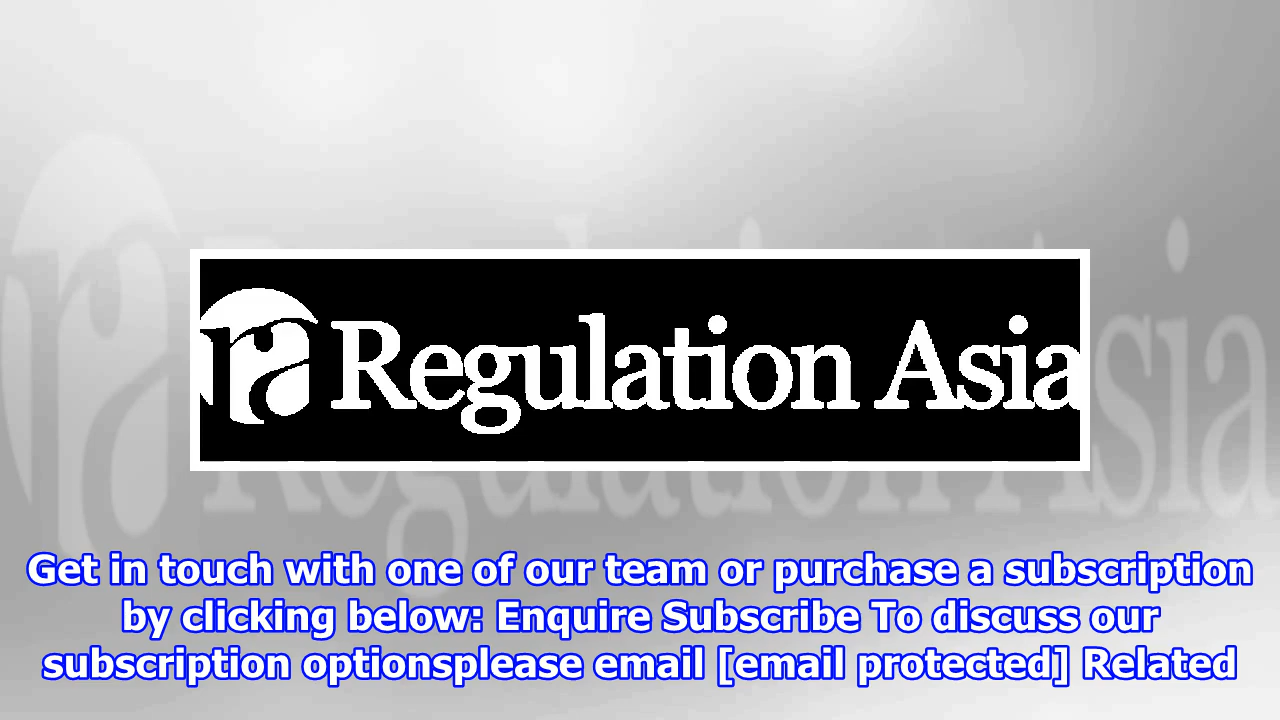 ra Regulation Asia
Get in touch with one of our team or purchase a subscription
by clicking below: Enquire Subscribe To discuss our
subscription optionsplease email [email protected] Related